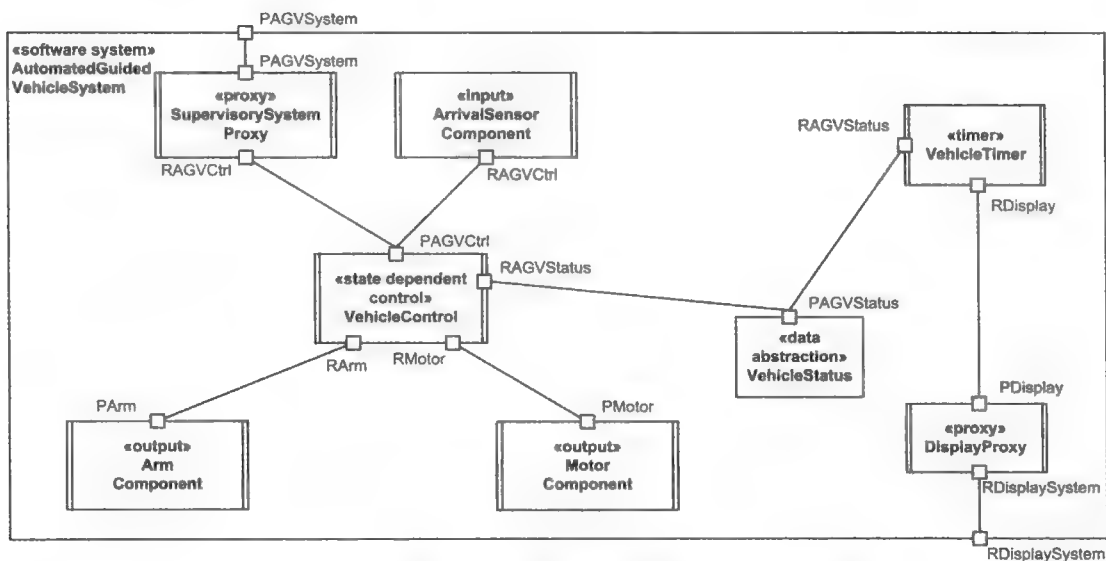 PAGVSystem
«software system»
AutomatedGuided
VehicleSystem
PAGVSystem
«proxy»
SupervisorySystem
Proxy
RAGVCtrl
«input»
ArrivalSensor
Component
RAGVCtrl
RAGVStatus
«timer»
VehicleTimer
RDisplay
PAGVCtrl
«state dependent
control»
VehicleControl
RAGVStatus
RArm
RMotor
PAGVStatus
«data
abstraction»
VehicleStatus
PArm
«output»
Arm
Component
PMotor
«output»
Motor
Component
PDisplay
«proxy»
DisplayProxy
RDisplaySystem
RDisplaySystem